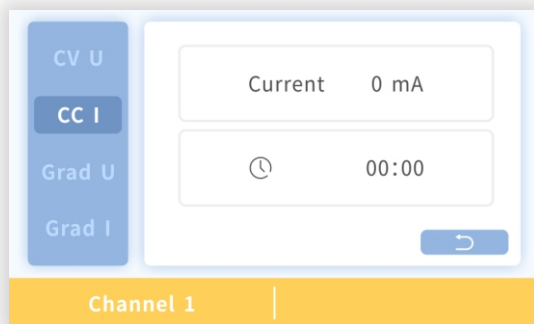 CV U
CC I
Grad U
Grad I
Current 0 mA
00:00
Channel 1